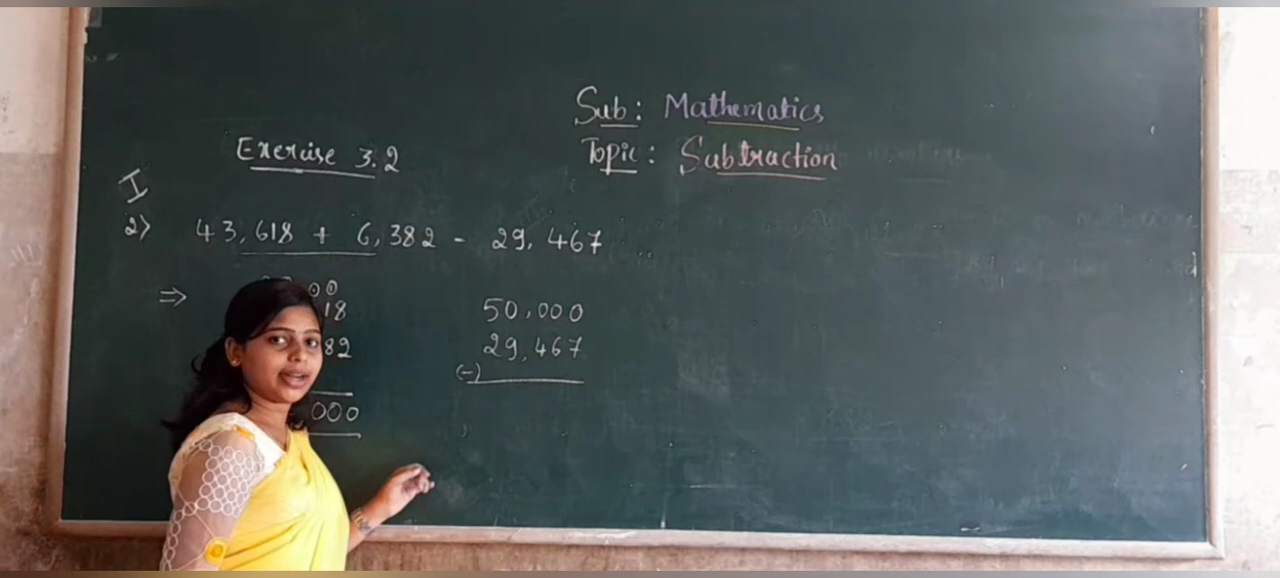 Sub: Mathematics
Topic: Subtraction
Exercise 3.2
I
2) 43,618 + 6,382 - 29,467
⇒
00
18
82
000
50,000
29,467
(-)